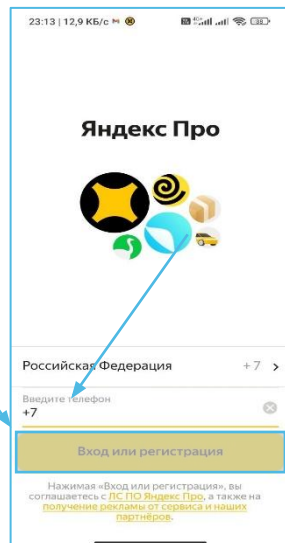 23:13 | 12,9 КБ/с
Яндекс Про
Российская Федерация +7 >
Введите телефон
+7
Вход или регистрация
Нажимая «Вход или регистрация», вы
соглашаетесь с ЛС ПО Яндекс Про, а также на
получение рекламы от сервиса и наших
партнёров.